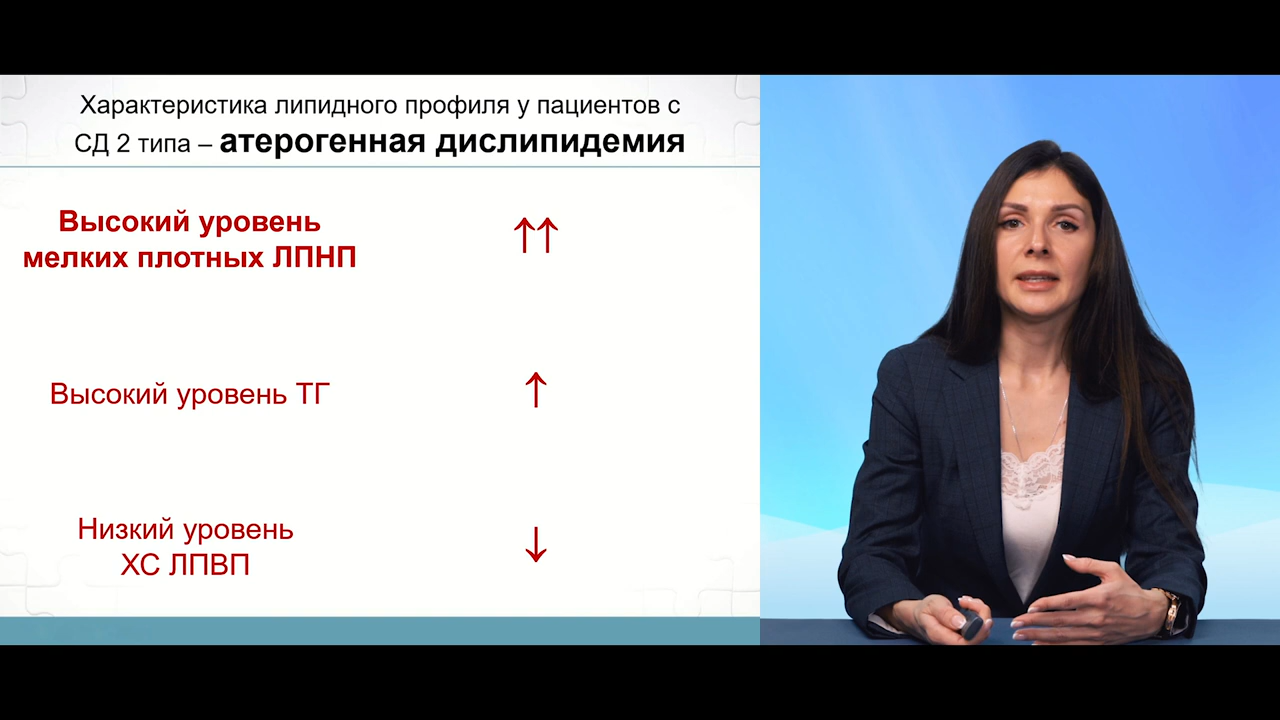 Характеристика липидного профиля у пациентов с
СД 2 типа – атерогенная дислипидемия
Высокий уровень
мелких плотных ЛПНП
↑↑
Высокий уровень ТГ
↑
Низкий уровень
ХС ЛПВП
↓